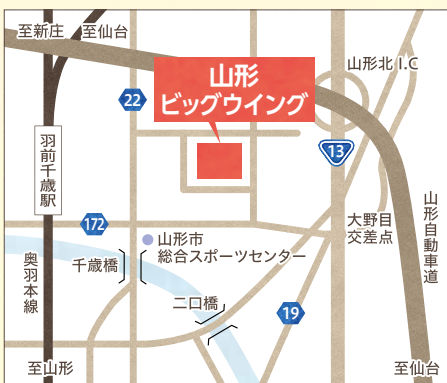 至新庄
至仙台
山形
ビッグウイング
山形北 I.C
22
13
羽前千歳駅
172
山形市
総合スポーツセンター
大野目
交差点
山形自動車道
千歳橋
奥羽本線
二口橋
19
至山形
至仙台